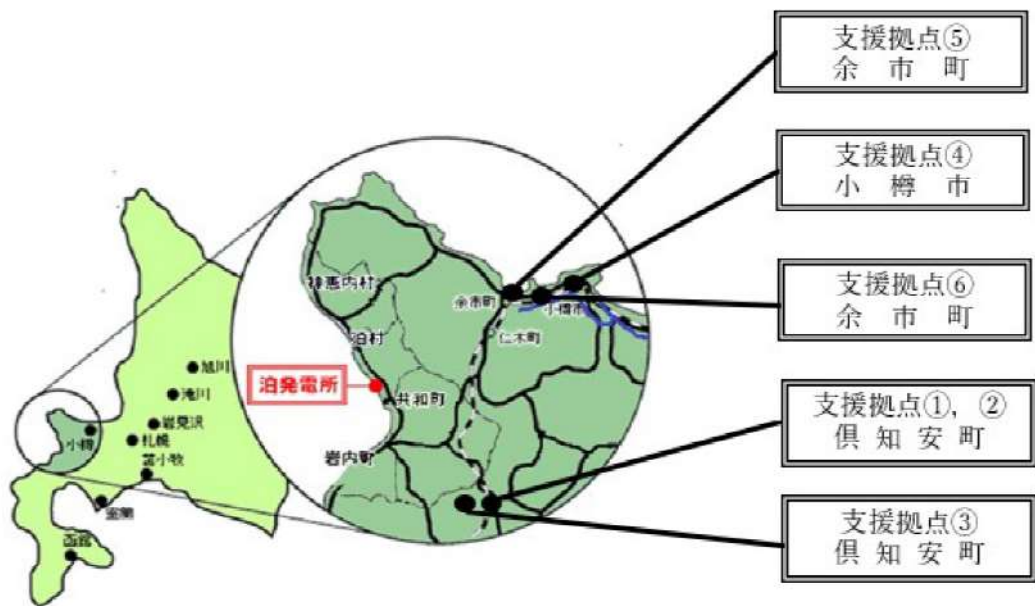 支援拠点⑤
余市町
支援拠点④
小樽市
支援拠点⑥
余市町
支援拠点①,②
倶知安町
支援拠点③
倶知安町
神恵内村
泊村
泊発電所
共和町
岩内町
余市町
小樽市
仁木町
旭川
滝川
岩見沢
札幌
小樽
苫小牧
室蘭
函館